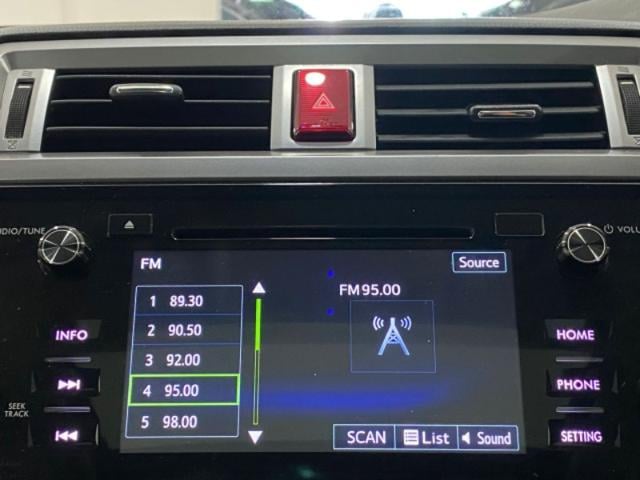 AUDIO/TUNE
VOLU
FM
Source
FM 95.00
1 89.30
2 90.50
3 92.00
4 95.00
5 98.00
SCAN List Sound
INFO
SEEK
TRACK
HOME
PHONE
SETTING